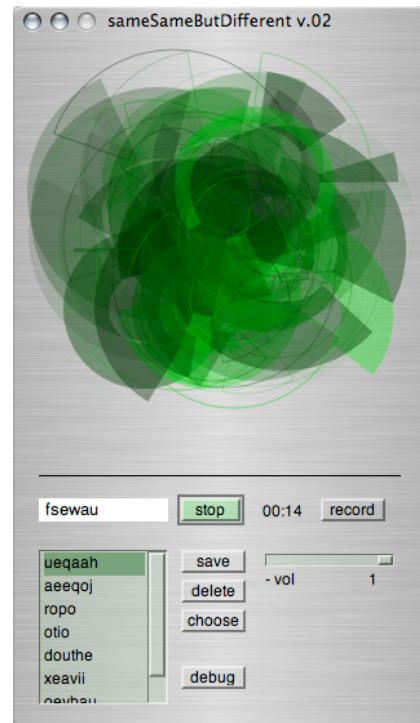 sameSameButDifferent v.02
fsewau stop 00:14 record
ueqaah save
- vol 1
aeeqoj delete
ropo choose
otio
douthe
xeavii debug
oevbau